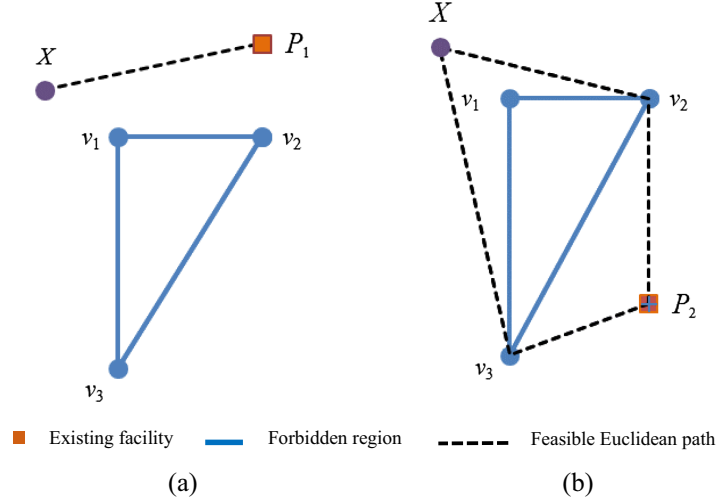 X
P₁
v₁
v₂
v₃
X
v₁
v₂
P₂
v₃
Existing facility
Forbidden region
Feasible Euclidean path
(a)
(b)